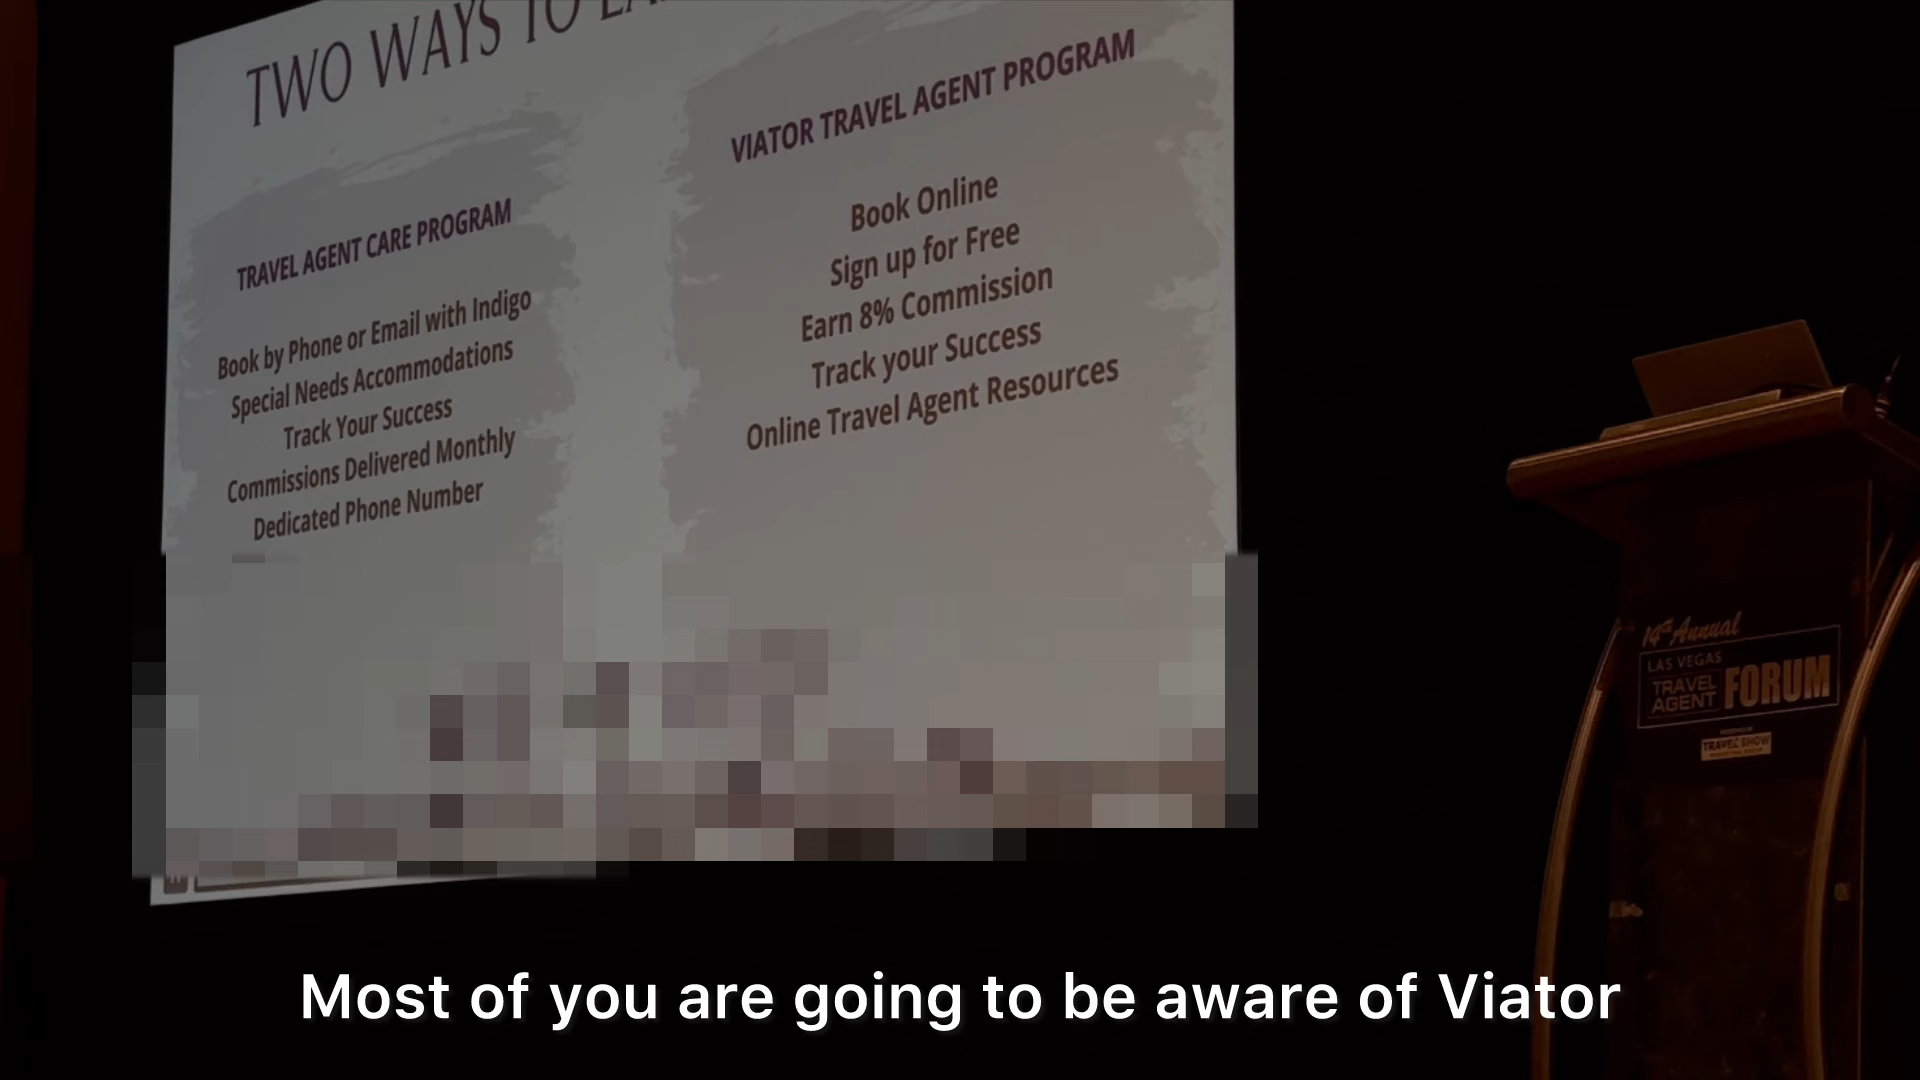 TWO WAYS TO
TRAVEL AGENT CARE PROGRAM
Book by Phone or Email with Indigo
Special Needs Accommodations
Track Your Success
Commissions Delivered Monthly
Dedicated Phone Number
VIATOR TRAVEL AGENT PROGRAM
Book Online
Sign up for Free
Earn 8% Commission
Track your Success
Online Travel Agent Resources
14th Annual
LAS VEGAS
TRAVEL
AGENT
FORUM
TRAVEL SHOW
Most of you are going to be aware of Viator